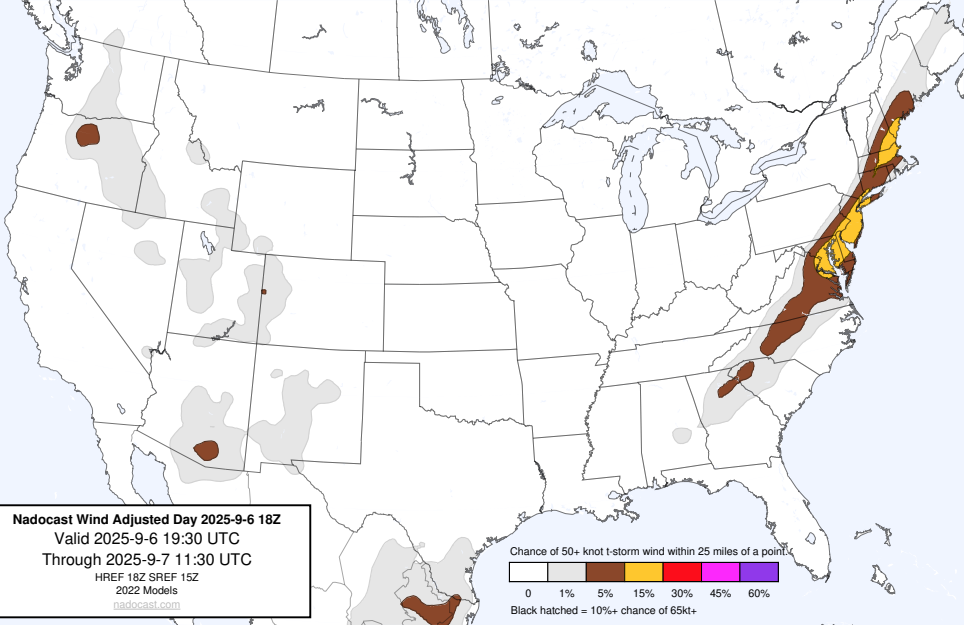 Nadocast Wind Adjusted Day 2025-9-6 18Z
Valid 2025-9-6 19:30 UTC
Through 2025-9-7 11:30 UTC
HREF 18Z SREF 15Z
2022 Models
nadocast.com
Chance of 50+ knot t-storm wind within 25 miles of a point.
0 1% 5% 15% 30% 45% 60%
Black hatched = 10%+ chance of 65kt+